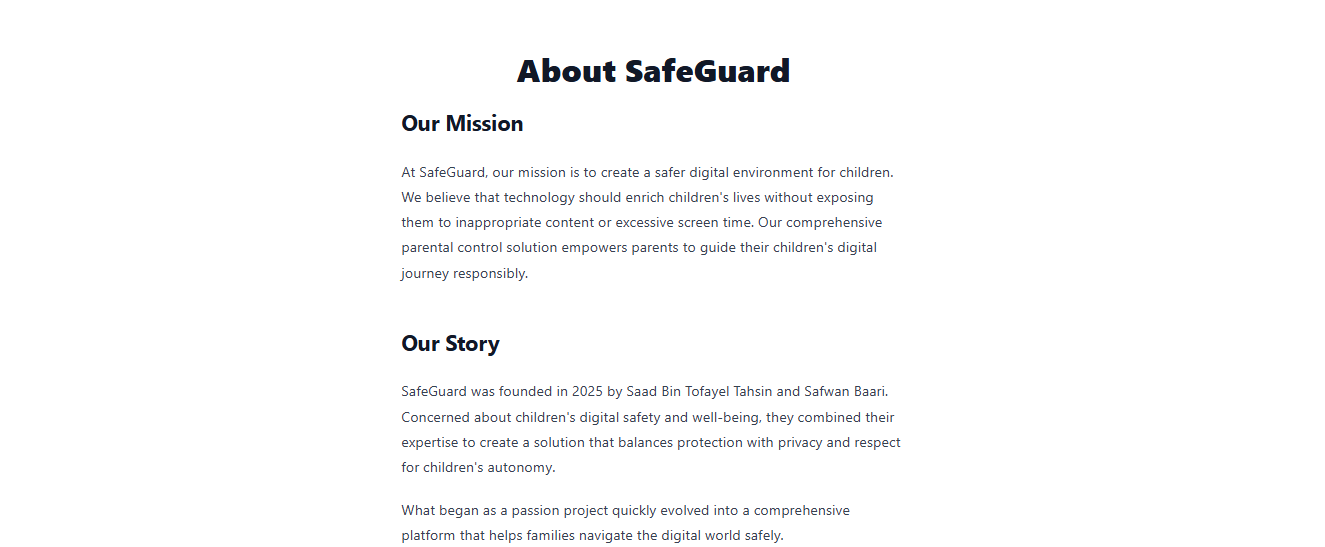 About SafeGuard
Our Mission
At SafeGuard, our mission is to create a safer digital environment for children.
We believe that technology should enrich children's lives without exposing
them to inappropriate content or excessive screen time. Our comprehensive
parental control solution empowers parents to guide their children's digital
journey responsibly.
Our Story
SafeGuard was founded in 2025 by Saad Bin Tofayel Tahsin and Safwan Baari.
Concerned about children's digital safety and well-being, they combined their
expertise to create a solution that balances protection with privacy and respect
for children's autonomy.
What began as a passion project quickly evolved into a comprehensive
platform that helps families navigate the digital world safely.